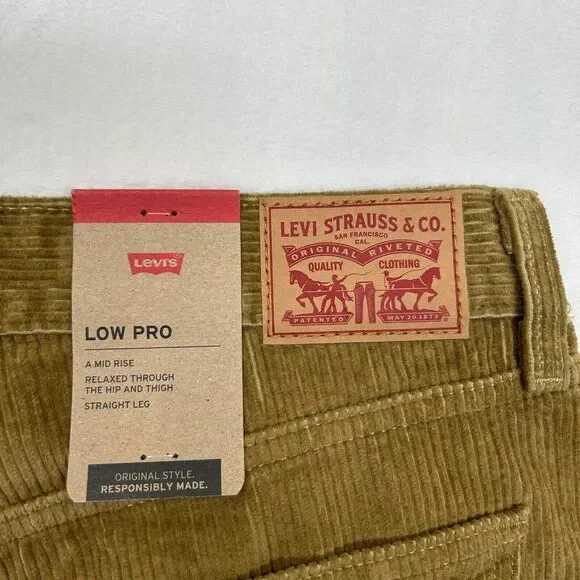 Levi's
LOW PRO
A MID RISE
RELAXED THROUGH
THE HIP AND THIGH
STRAIGHT LEG
ORIGINAL STYLE.
RESPONSIBLY MADE.
LEVI STRAUSS & CO.
SAN FRANCISCO
CAL.
ORIGINAL RIVETED
QUALITY CLOTHING
PATENTED MAY 20 1873